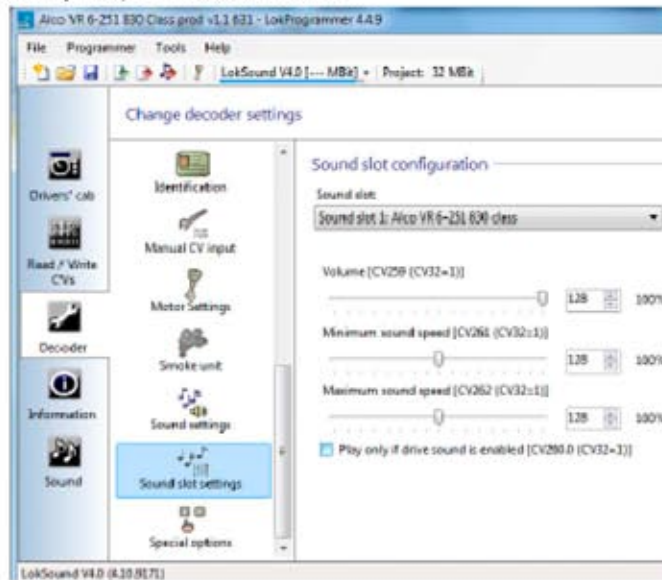 Alco VR 6-251 830 Class prod v1.1 631 - LokProgrammer 4.4.9
File Programmer Tools Help
LokSound V4.0 [--- MBit] Project: 32 MBit
Change decoder settings
Drivers' cab
Read / Write
CVs
Decoder
Information
Sound
Identification
Manual CV input
Motor Settings
Smoke unit
Sound settings
Sound slot settings
Special options
Sound slot configuration
Sound slot:
Sound slot 1: Alco VR 6-251 830 class
Volume [CV259 (CV32=1)]
128 100%
Minimum sound speed [CV261 (CV32=1)]
128 100%
Maximum sound speed [CV262 (CV32=1)]
128 100%
Play only if drive sound is enabled [CV260.0 (CV32=1)]
LokSound V4.0 (4.10.9171)